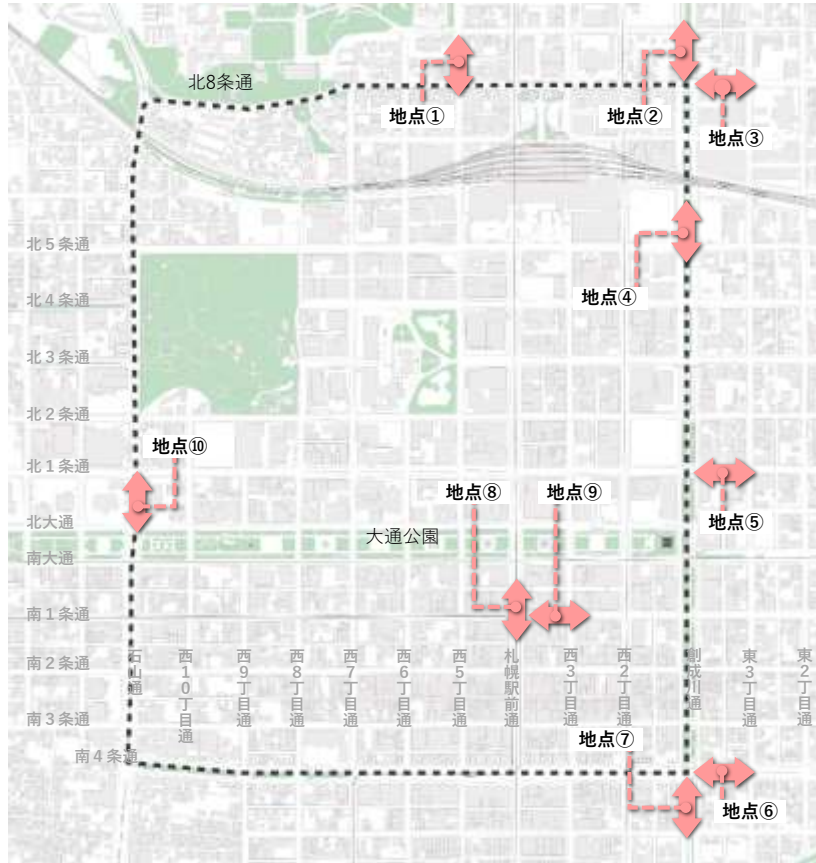 北8条通
地点①
地点②
地点③
北5条通
地点④
北4条通
北3条通
北2条通
地点⑩
北1条通
地点⑧
地点⑨
北大通
地点⑤
大通公園
南大通
南1条通
南2条通
南3条通
南4条通
石山通
西10丁目通
西9丁目通
西8丁目通
西7丁目通
西6丁目通
西5丁目通
札幌駅前通
西3丁目通
西2丁目通
創成川通
東3丁目通
東2丁目通
地点⑦
地点⑥